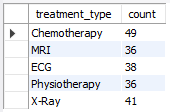 treatment_type count
Chemotherapy 49
MRI 36
ECG 38
Physiotherapy 36
X-Ray 41